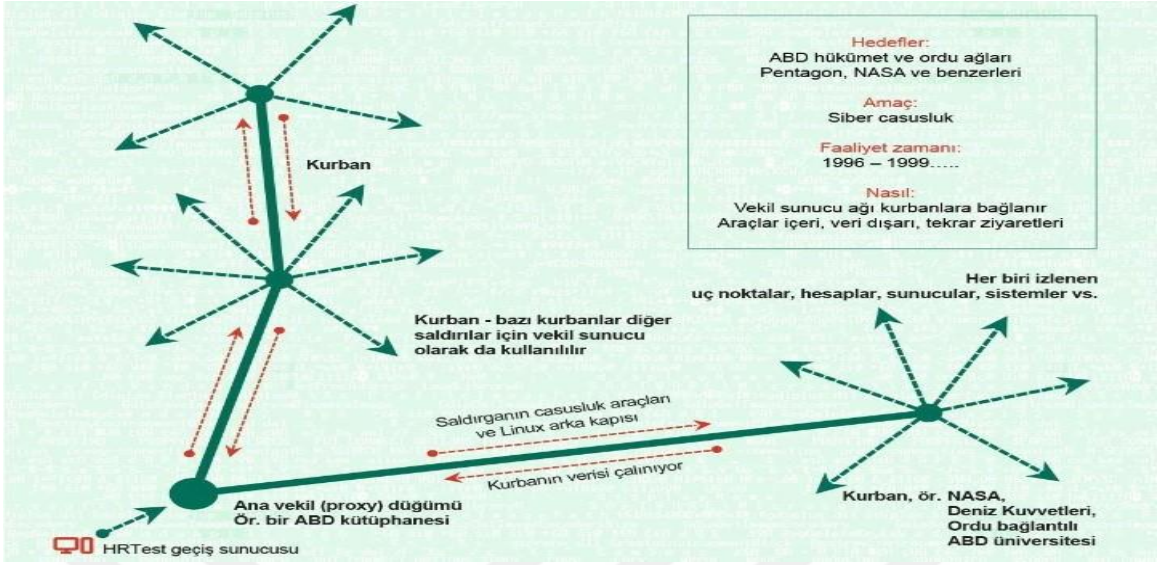 Hedefler:
ABD hükümet ve ordu ağları
Pentagon, NASA ve benzerleri
Amaç:
Siber casusluk
Faaliyet zamanı:
1996 – 1999.....
Nasıl:
Vekil sunucu ağı kurbanlara bağlanır
Araçlar içeri, veri dışarı, tekrar ziyaretleri
Kurban
Her biri izlenen
uç noktalar, hesaplar, sunucular, sistemler vs.
Kurban - bazı kurbanlar diğer
saldırılar için vekil sunucu
olarak da kullanılılır
Saldırganın casusluk araçları
ve Linux arka kapısı
Kurbanın verisi çalınıyor
Kurban, ör. NASA,
Deniz Kuvvetleri,
Ordu bağlantılı
ABD üniversitesi
Ana vekil (proxy) düğümü
Ör. bir ABD kütüphanesi
HRTest geçiş sunucusu